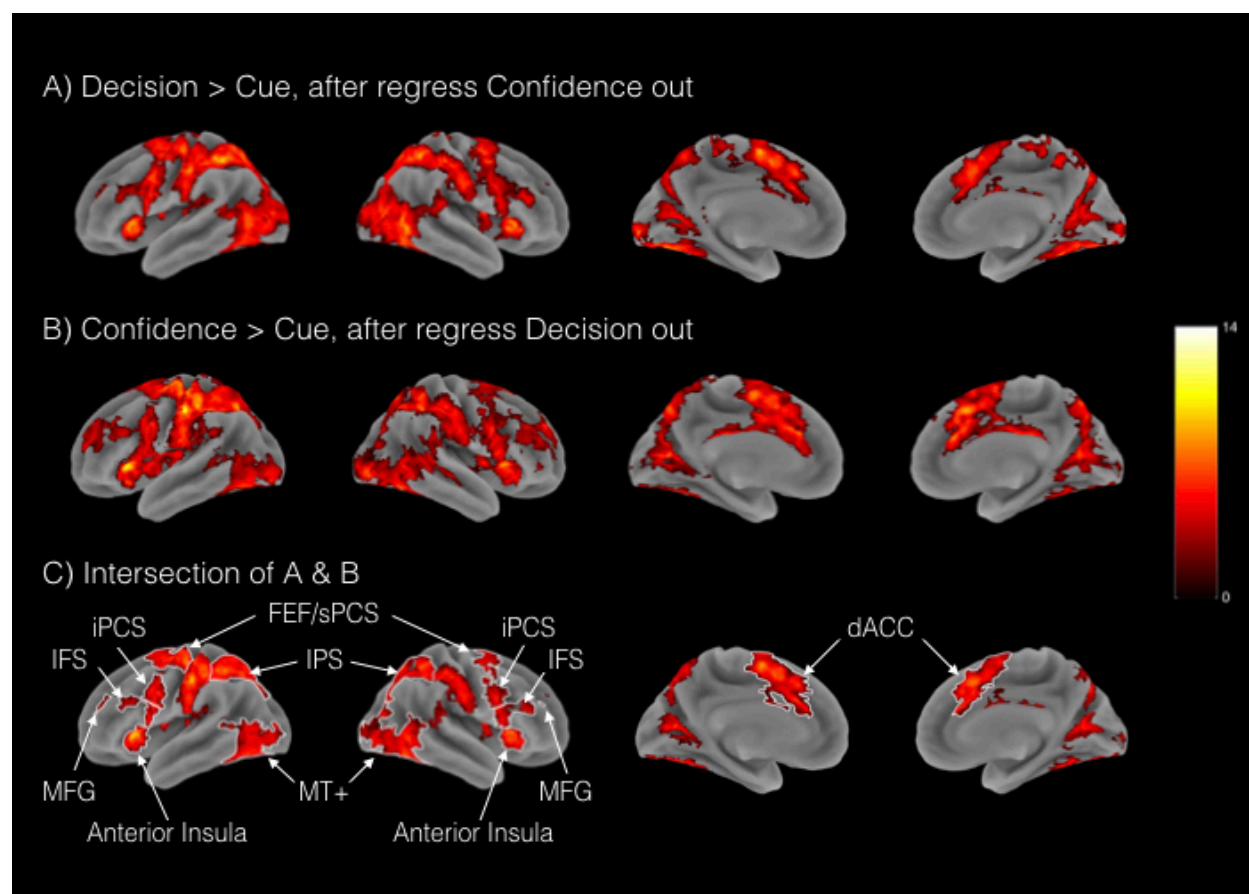 A) Decision > Cue, after regress Confidence out
B) Confidence > Cue, after regress Decision out
14
0
C) Intersection of A & B
FEF/sPCS
iPCS
iPCS
dACC
IFS
IPS
IFS
MFG
MT+
MFG
Anterior Insula
Anterior Insula